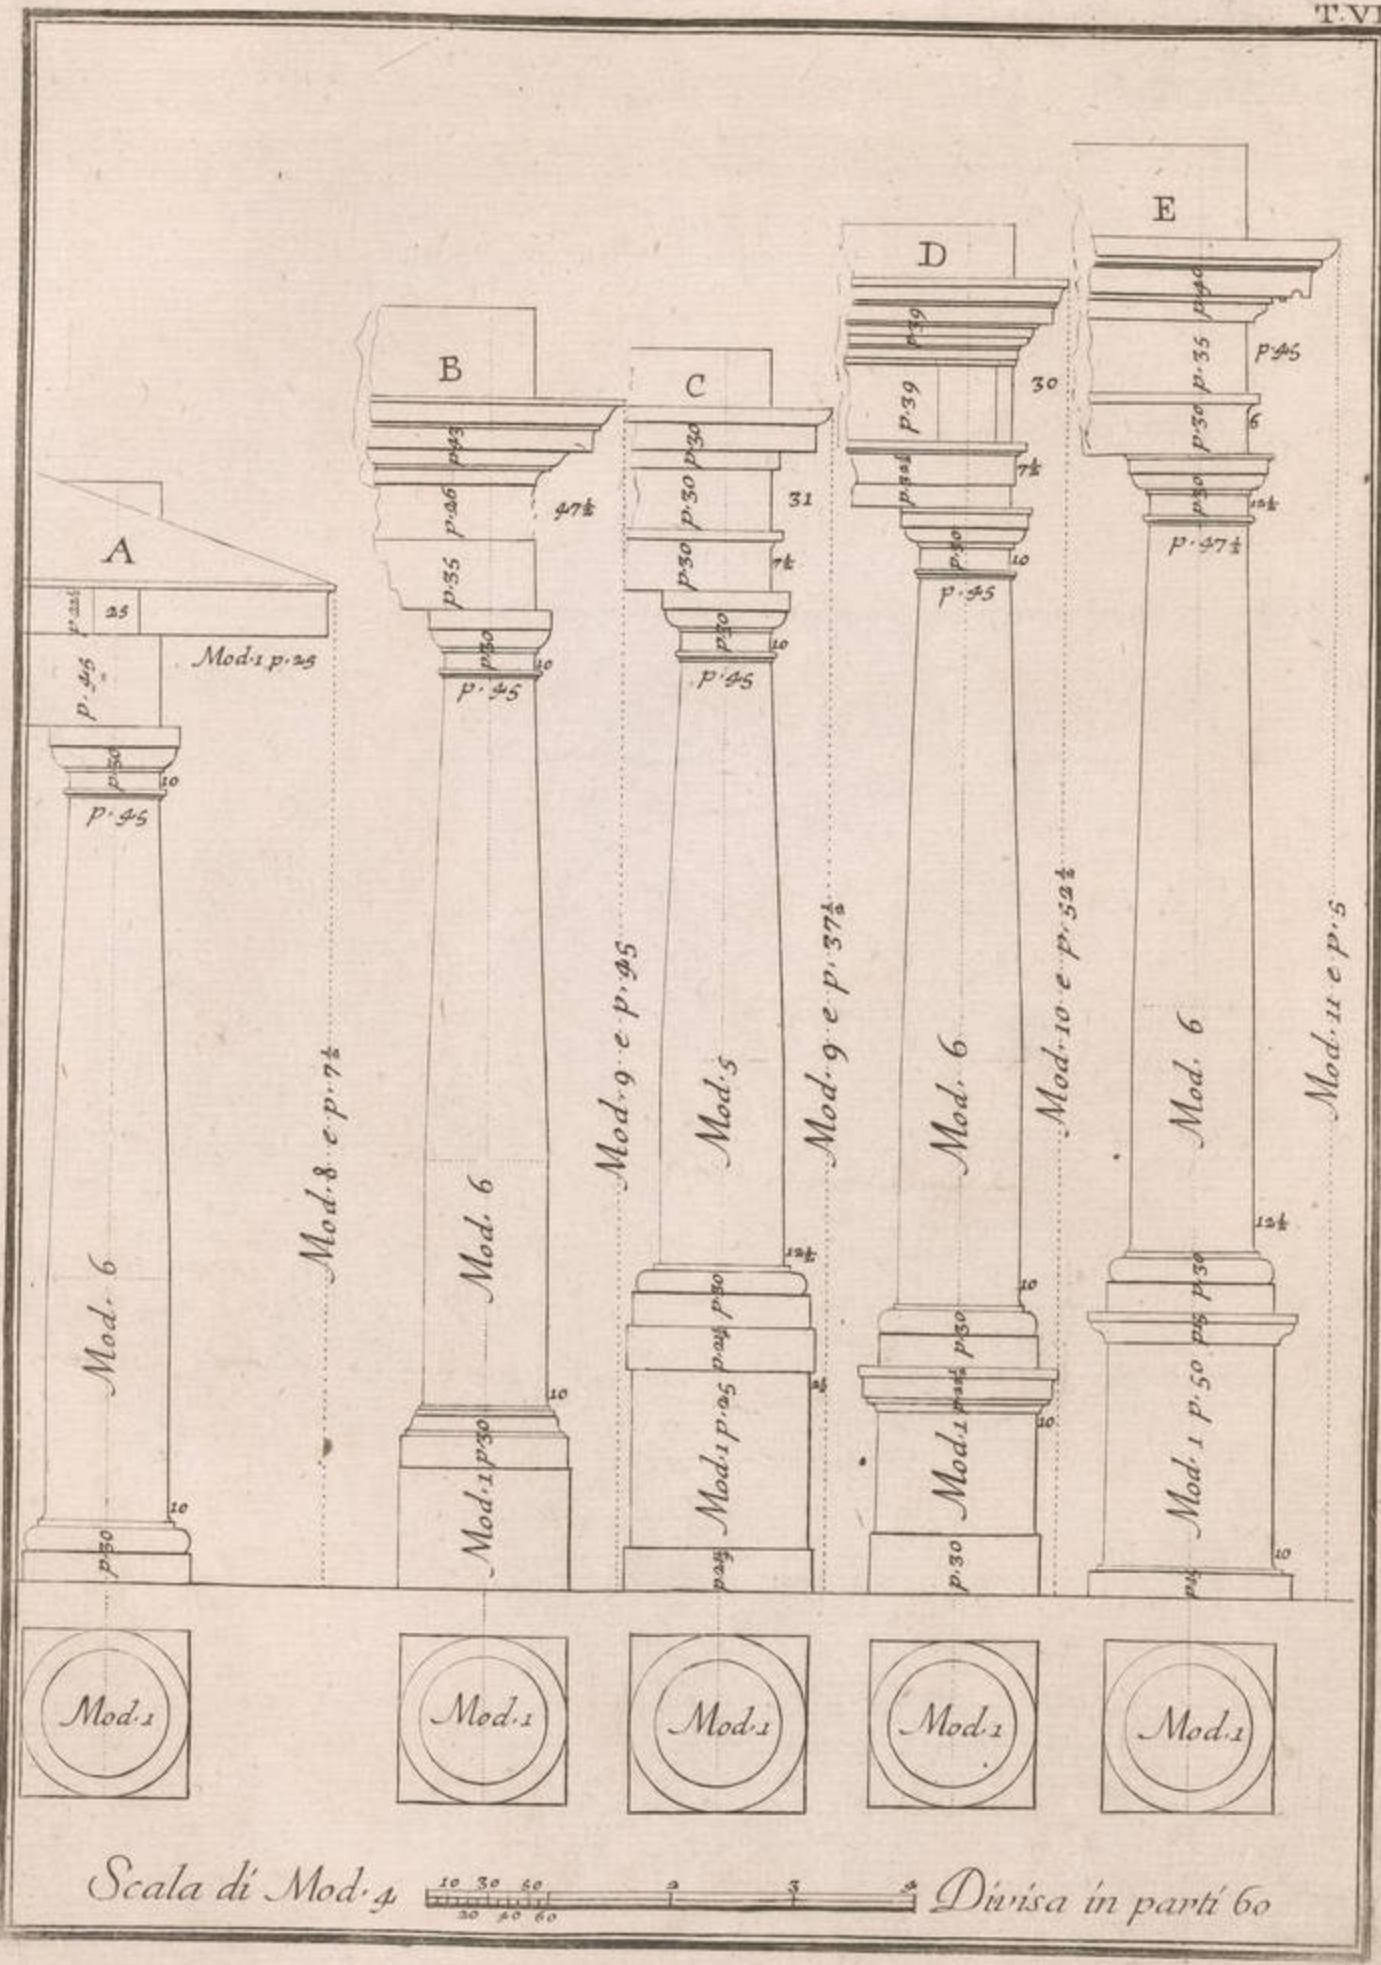 T. VI
A
p. 22½
25
Mod. 1 p. 25
p. 45
p. 30
10
p. 45
Mod. 6
10
p. 30
Mod. 8 e p. 7½
B
p. 43
p. 26
47½
p. 35
p. 30
10
p. 45
Mod. 6
10
p. 30
Mod. 1
Mod. 9 e p. 45
C
p. 30
p. 30
31
p. 30
7½
p. 30
10
p. 45
Mod. 5
12½
p. 30
Mod. 1 p. 25
Mod. 9 e p. 37½
D
p. 39
p. 39
30
p. 32½
7½
p. 30
10
p. 45
Mod. 6
10
p. 30
10
Mod. 1
p. 30
Mod. 10 e p. 52½
E
p. 40
p. 35
p. 45
p. 30
6
p. 30
12½
p. 47½
Mod. 6
12½
p. 30
p. 15
Mod. 1 p. 50
10
p. 15
Mod. 11 e p. 5
Mod. 1
Mod. 1
Mod. 1
Mod. 1
Mod. 1
Scala di Mod. 4
10 30 50
2 3 4
20 40 60
Divisa in parti 60